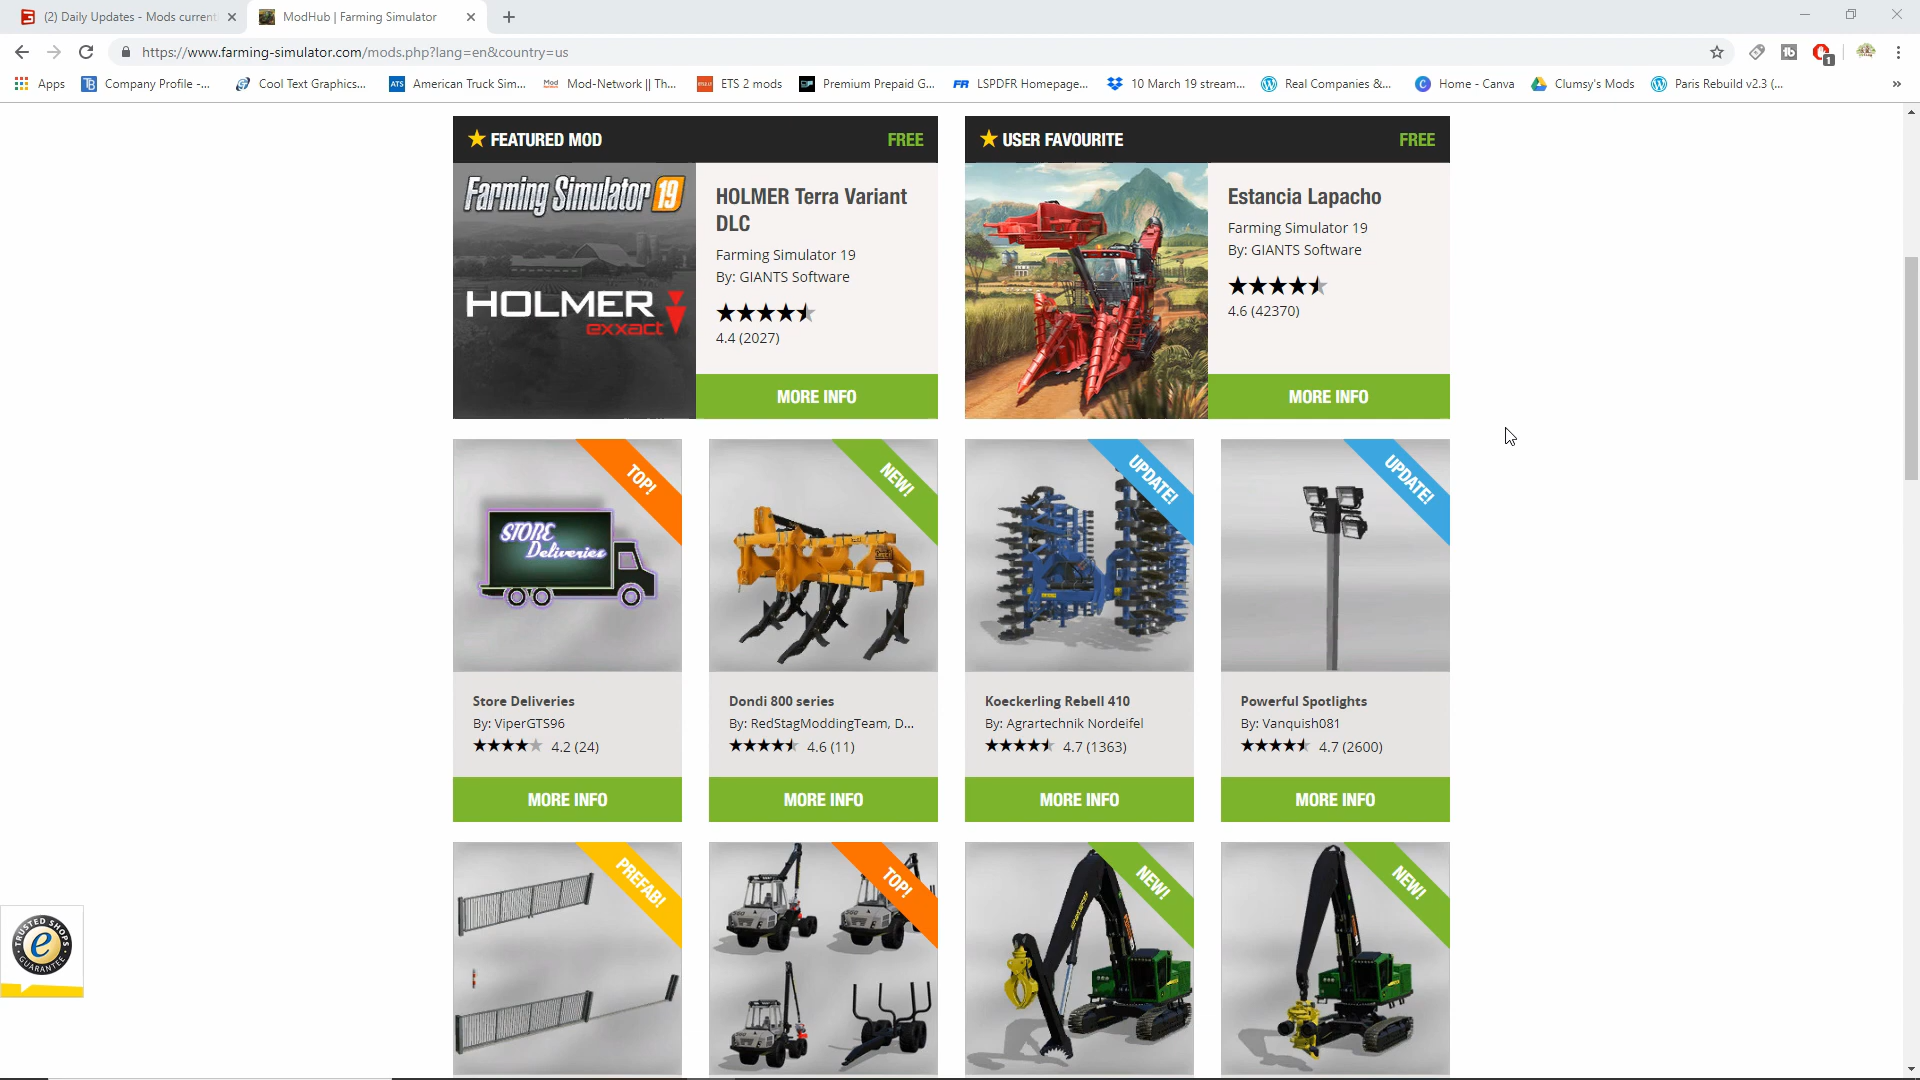 (2) Daily Updates - Mods current
ModHub | Farming Simulator
https://www.farming-simulator.com/mods.php?lang=en&country=us
1
Apps
Company Profile -...
Cool Text Graphics...
ATS
American Truck Sim...
Mod
Mod-Network || Th...
ETS 2 mods
Premium Prepaid G...
FR
LSPDFR Homepage...
10 March 19 stream...
Real Companies &...
C
Home - Canva
Clumsy's Mods
Paris Rebuild v2.3 (...
»
FEATURED MOD
FREE
Farming Simulator 19
HOLMER
exxact
HOLMER Terra Variant
DLC
Farming Simulator 19
By: GIANTS Software
4.4 (2027)
MORE INFO
USER FAVOURITE
FREE
Estancia Lapacho
Farming Simulator 19
By: GIANTS Software
4.6 (42370)
MORE INFO
TOP!
STORE
Deliveries
Store Deliveries
By: ViperGTS96
4.2 (24)
MORE INFO
NEW!
Dondi 800 series
By: RedStagModdingTeam, D...
4.6 (11)
MORE INFO
UPDATE!
Koeckerling Rebell 410
By: Agrartechnik Nordeifel
4.7 (1363)
MORE INFO
UPDATE!
Powerful Spotlights
By: Vanquish081
4.7 (2600)
MORE INFO
PREFAB!
TOP!
NEW!
NEW!
TRUSTED SHOPS
e
GUARANTEE